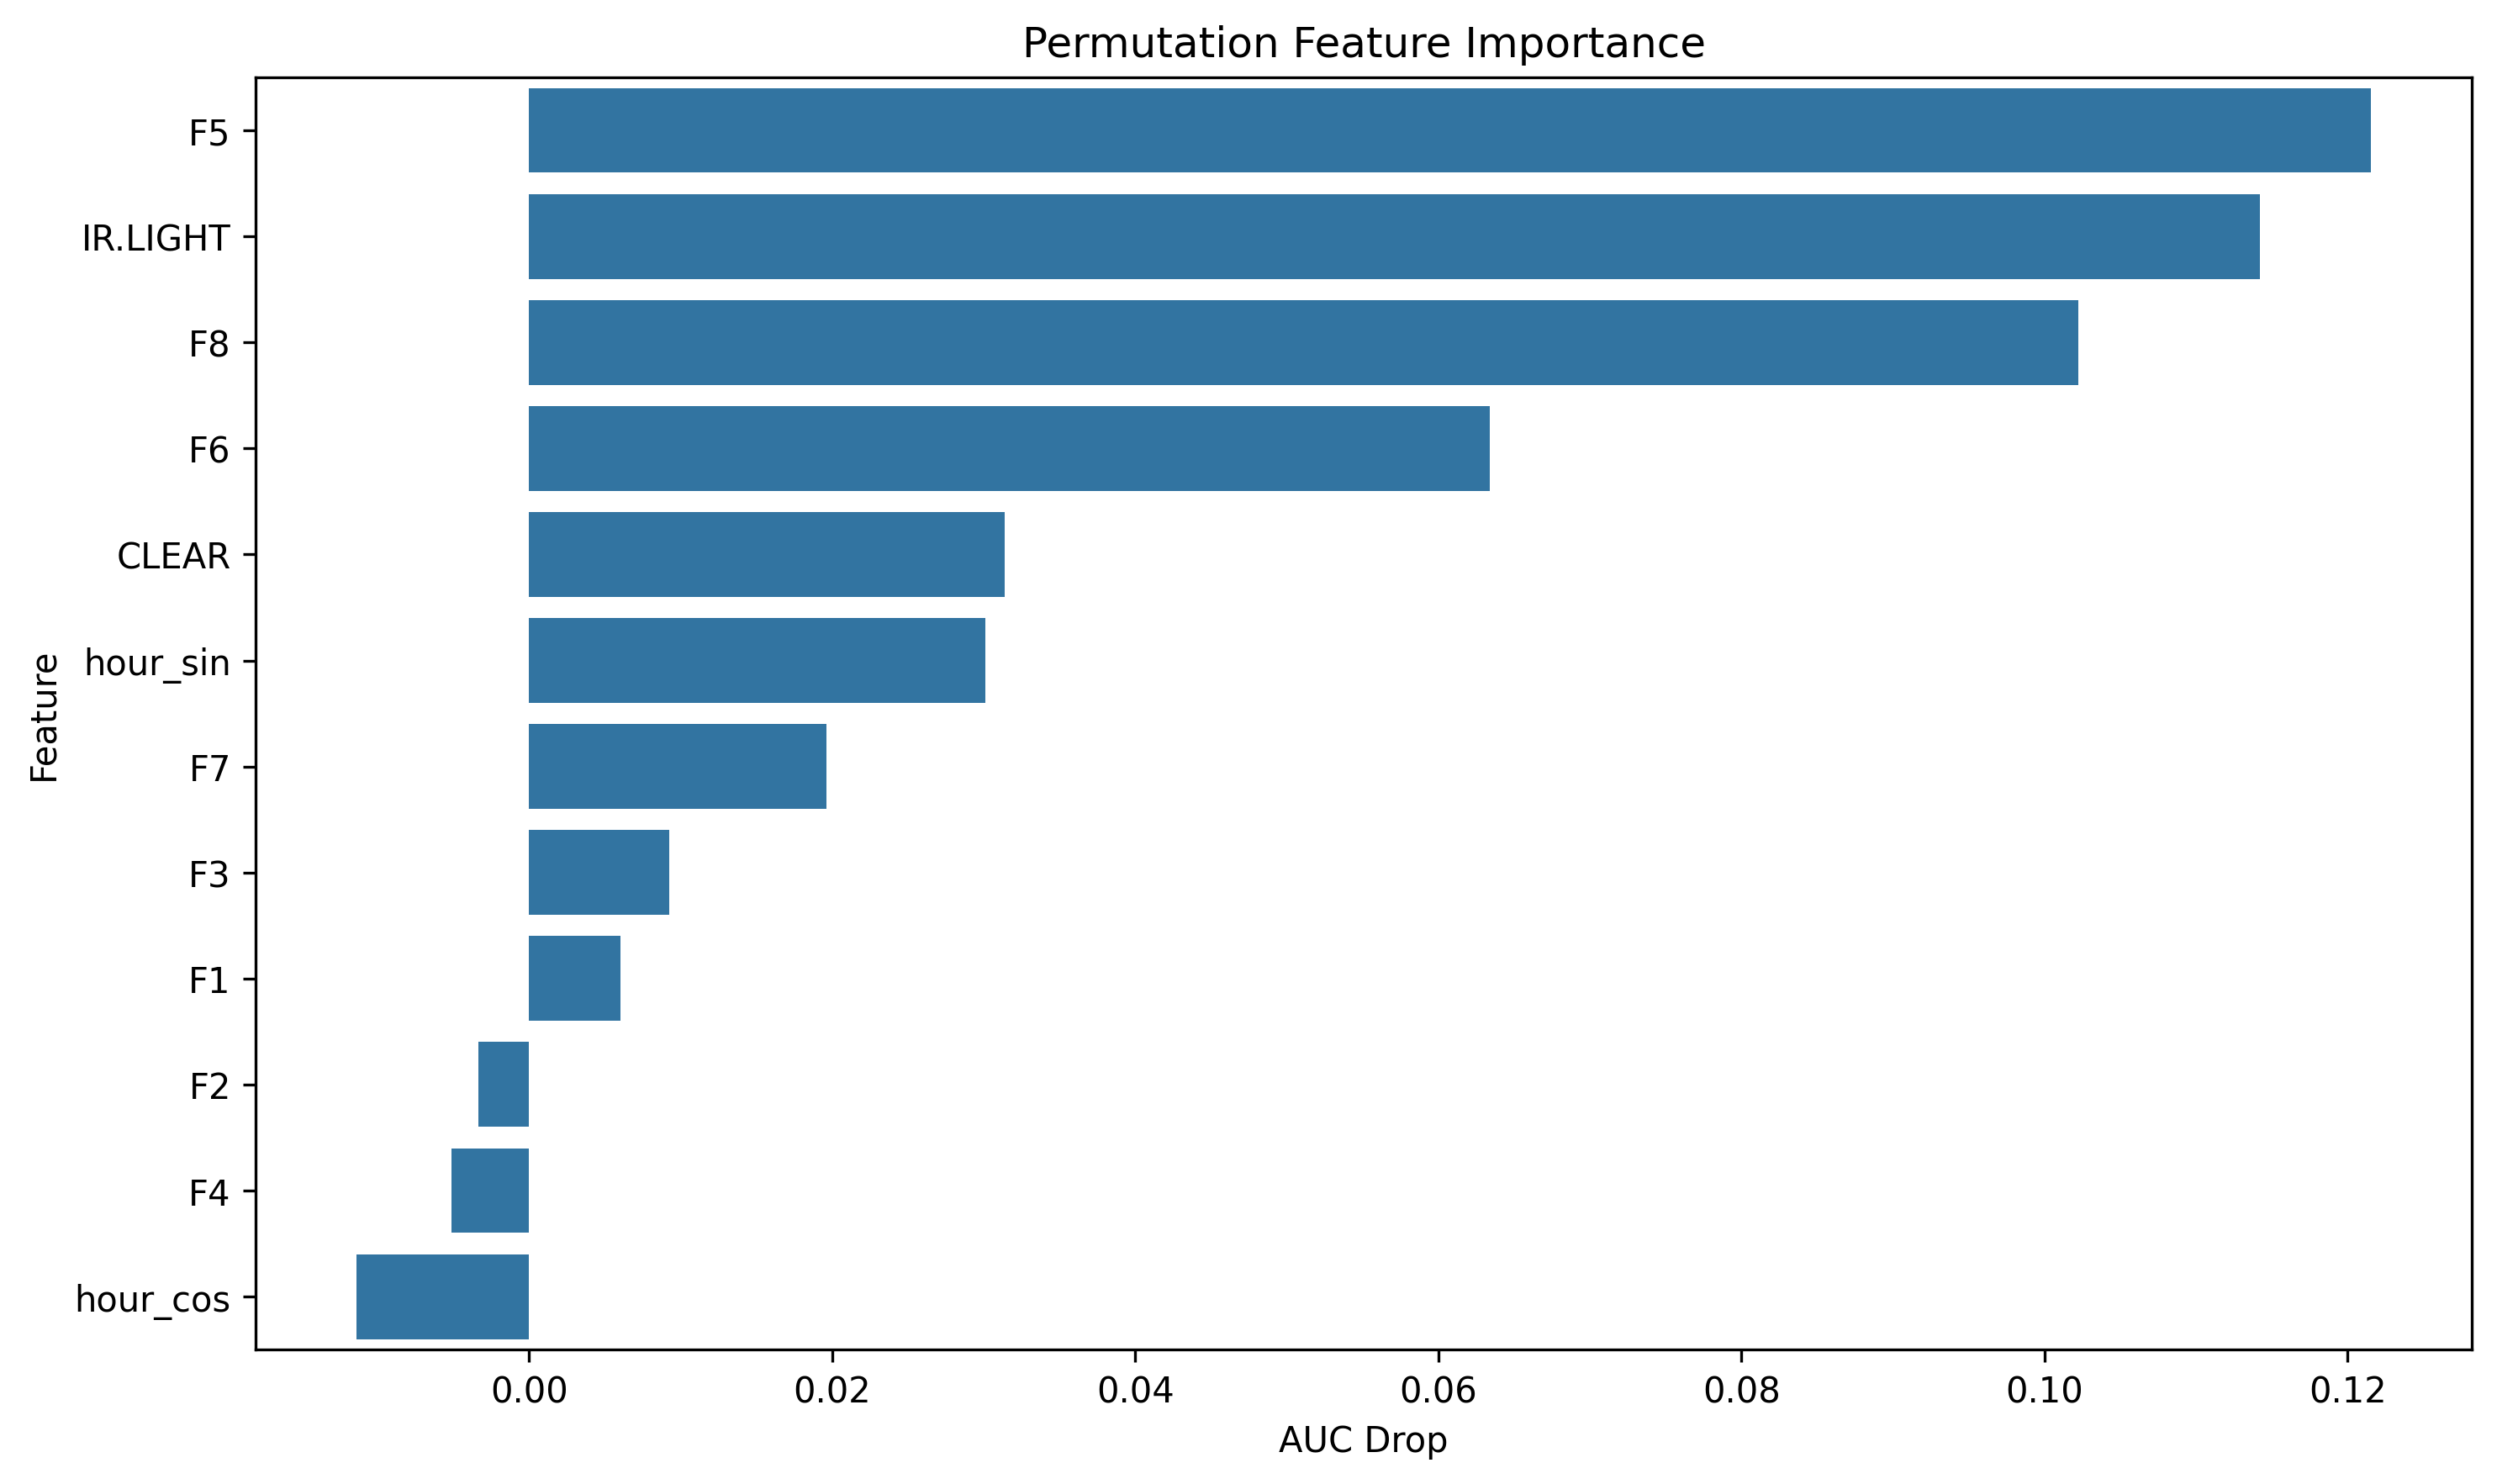 Permutation Feature Importance
Feature
F5
IR.LIGHT
F8
F6
CLEAR
hour_sin
F7
F3
F1
F2
F4
hour_cos
0.00 0.02 0.04 0.06 0.08 0.10 0.12
AUC Drop